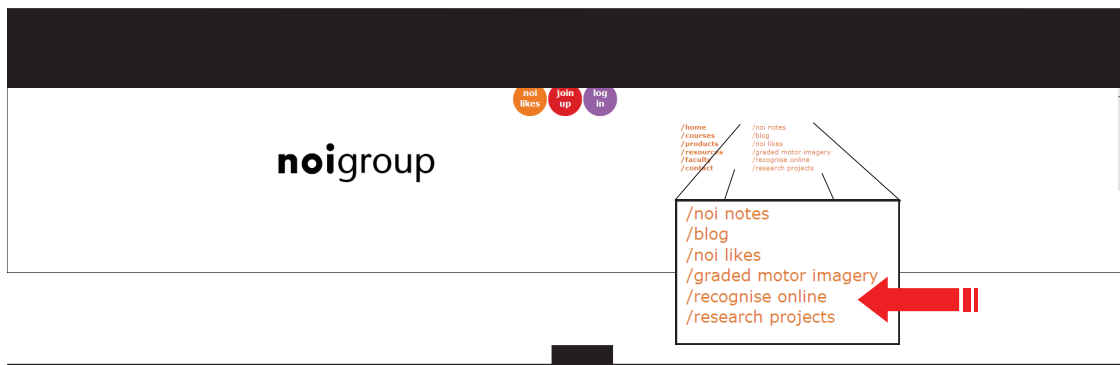 noi likes
join up
log in
noigroup
/home
/courses
/products
/resources
/faculty
/contact
/noi notes
/blog
/noi likes
/graded motor imagery
/recognise online
/research projects
/noi notes
/blog
/noi likes
/graded motor imagery
/recognise online
/research projects